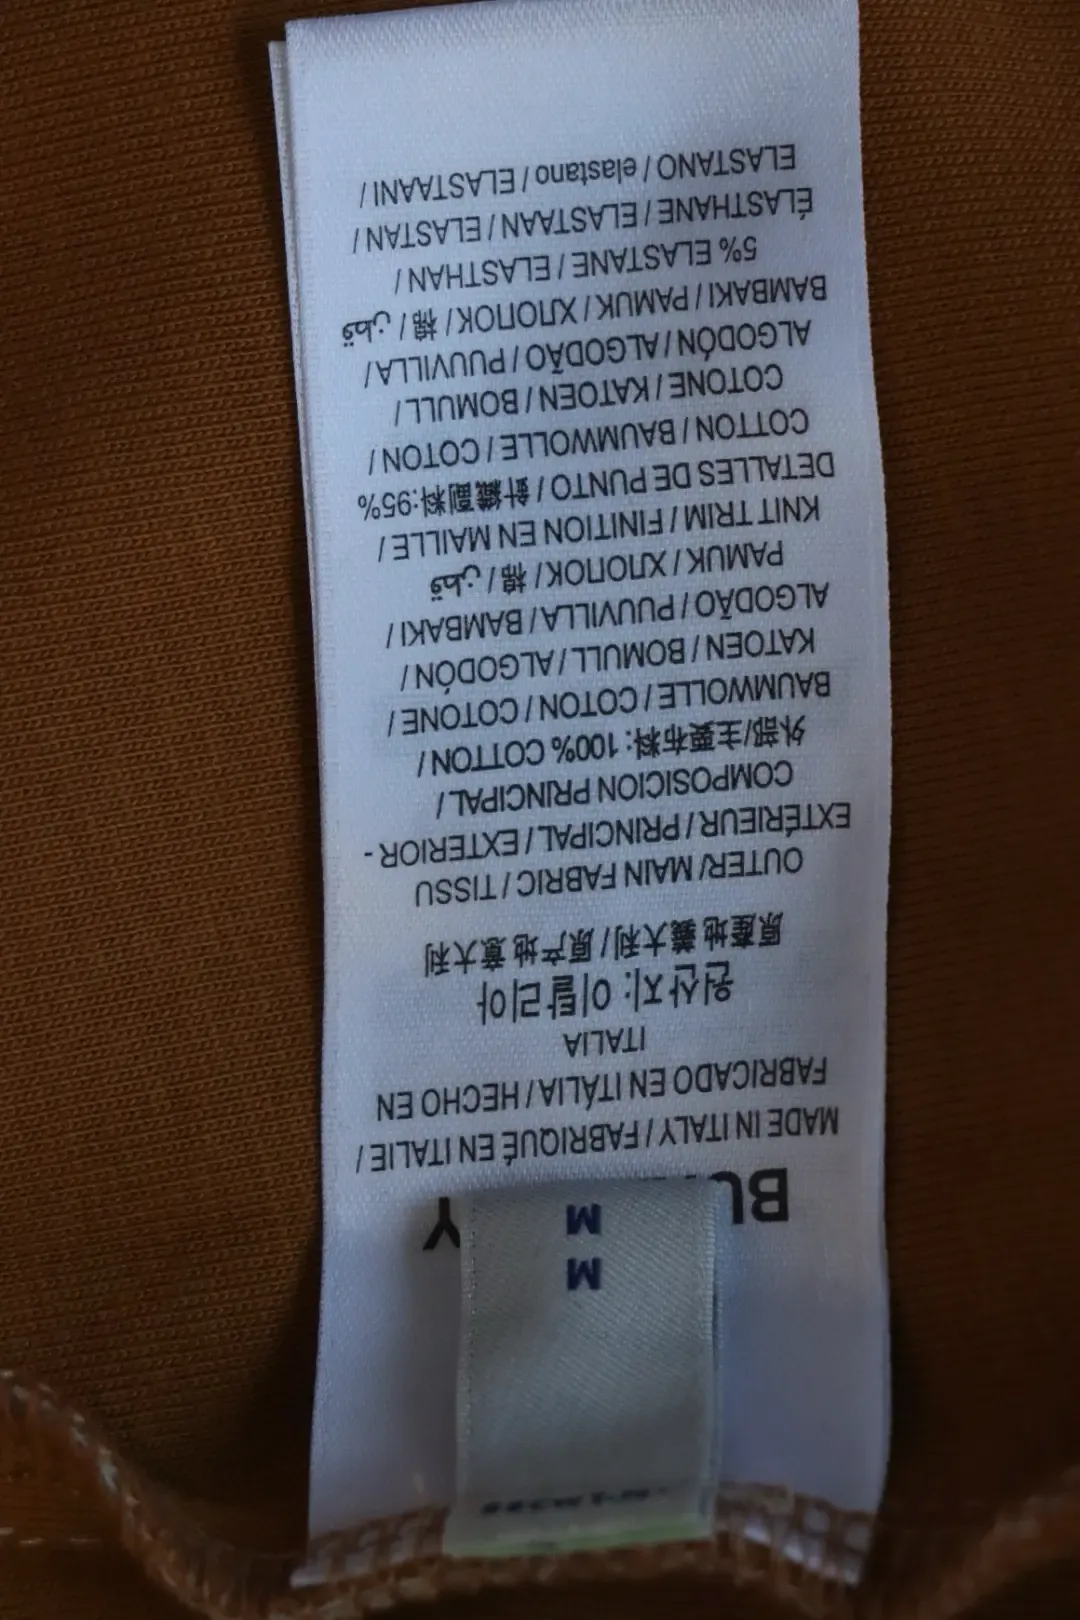 M
M
MADE IN ITALY / FABRIQUÉ EN ITALIE /
FABRICADO EN ITÁLIA / HECHO EN
ITALIA
원산지: 이탈리아
原産地 義大利 / 原产地 意大利
OUTER/ MAIN FABRIC / TISSU
EXTÉRIEUR / PRINCIPAL / EXTERIOR -
COMPOSICION PRINCIPAL /
外部/主要布料: 100% COTTON /
BAUMWOLLE / COTON / COTONE /
KATOEN / BOMULL / ALGODÓN /
ALGODÃO / PUUVILLA / BAMBAKI /
PAMUK / ХЛОПОК / 棉 / قطن
KNIT TRIM / FINITION EN MAILLE /
DETALLES DE PUNTO / 針織副料:95%
COTTON / BAUMWOLLE / COTON /
COTONE / KATOEN / BOMULL /
ALGODÓN / ALGODÃO / PUUVILLA /
BAMBAKI / PAMUK / ХЛОПОК / 棉 / قطن
5% ELASTANE / ELASTHAN /
ÉLASTHANE / ELASTAAN / ELASTAN /
ELASTANO / elastano / ELASTAANI /